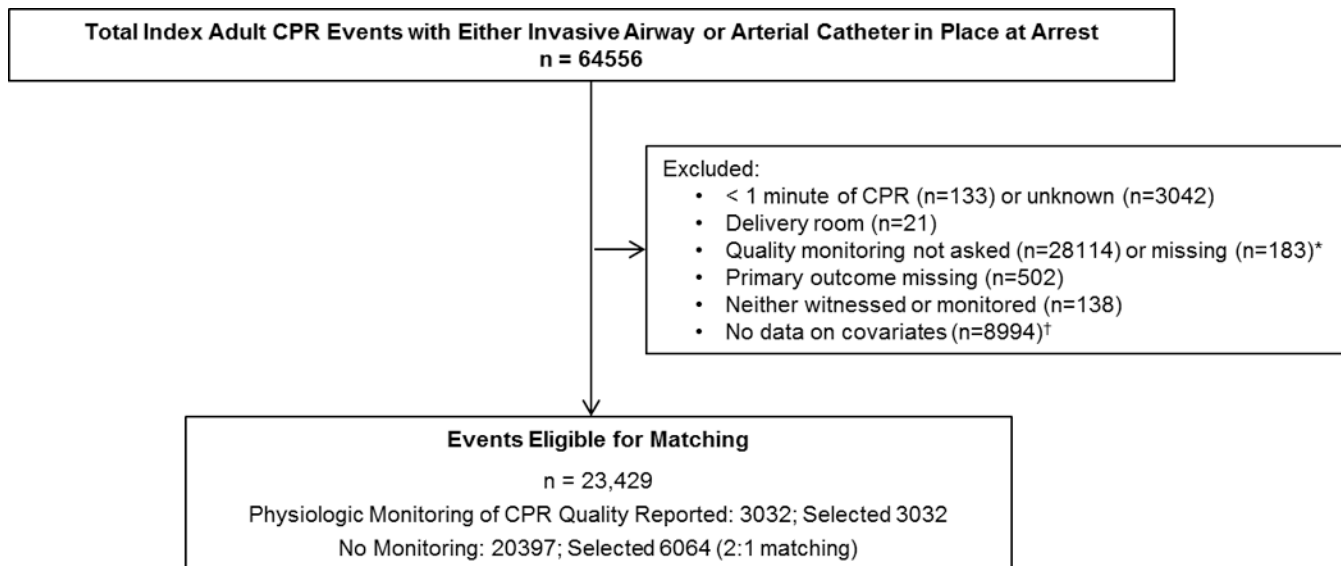 Total Index Adult CPR Events with Either Invasive Airway or Arterial Catheter in Place at Arrest
n = 64556
Excluded:
• < 1 minute of CPR (n=133) or unknown (n=3042)
• Delivery room (n=21)
• Quality monitoring not asked (n=28114) or missing (n=183)*
• Primary outcome missing (n=502)
• Neither witnessed or monitored (n=138)
• No data on covariates (n=8994)†
Events Eligible for Matching
n = 23,429
Physiologic Monitoring of CPR Quality Reported: 3032; Selected 3032
No Monitoring: 20397; Selected 6064 (2:1 matching)